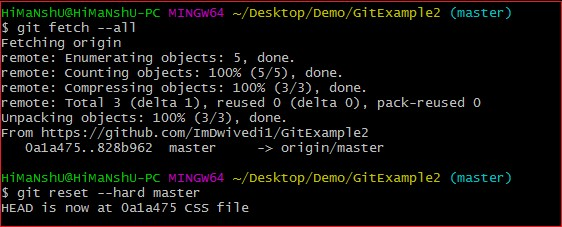 HiManshU@HiManshU-PC MINGW64 ~/Desktop/Demo/GitExample2 (master)
$ git fetch --all
Fetching origin
remote: Enumerating objects: 5, done.
remote: Counting objects: 100% (5/5), done.
remote: Compressing objects: 100% (3/3), done.
remote: Total 3 (delta 1), reused 0 (delta 0), pack-reused 0
Unpacking objects: 100% (3/3), done.
From https://github.com/ImDwivedi1/GitExample2
   0a1a475..828b962  master     -> origin/master
HiManshU@HiManshU-PC MINGW64 ~/Desktop/Demo/GitExample2 (master)
$ git reset --hard master
HEAD is now at 0a1a475 CSS file